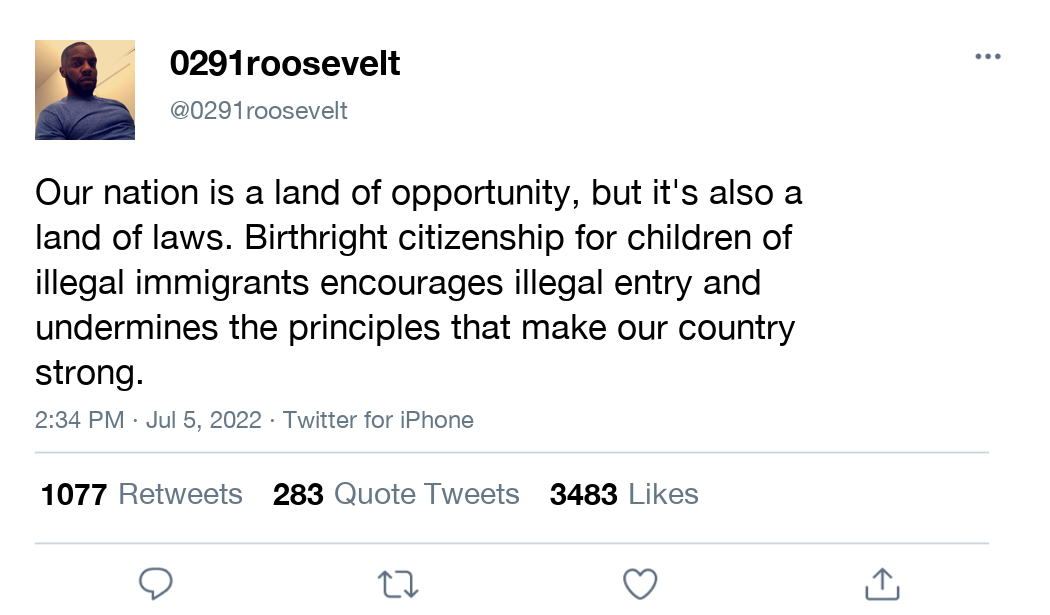 0291roosevelt
@0291roosevelt
Our nation is a land of opportunity, but it's also a
land of laws. Birthright citizenship for children of
illegal immigrants encourages illegal entry and
undermines the principles that make our country
strong.
2:34 PM · Jul 5, 2022 · Twitter for iPhone
1077 Retweets 283 Quote Tweets 3483 Likes